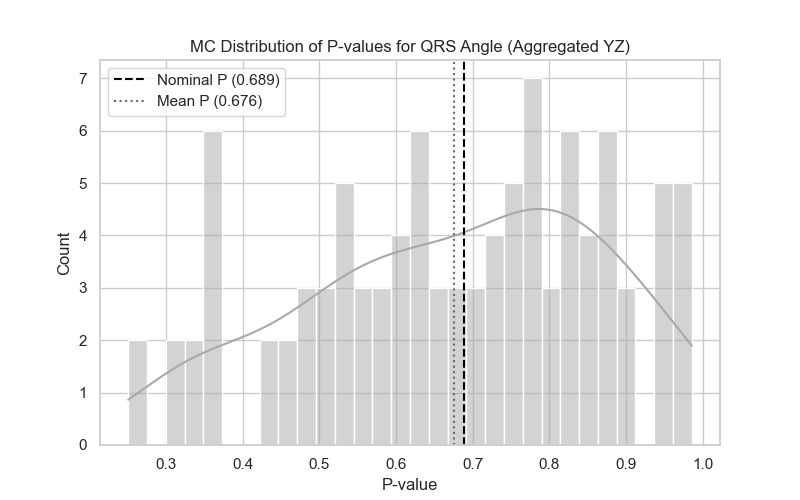 MC Distribution of P-values for QRS Angle (Aggregated YZ)
Nominal P (0.689)
Mean P (0.676)
7
6
5
4
3
2
1
0
Count
0.3 0.4 0.5 0.6 0.7 0.8 0.9 1.0
P-value